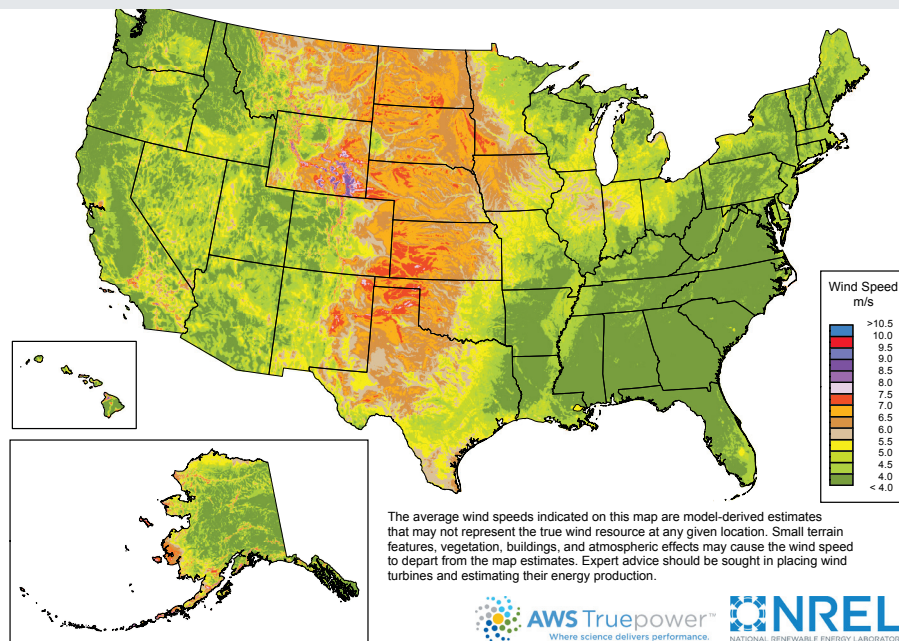 Wind Speed
m/s
>10.5
10.0
9.5
9.0
8.5
8.0
7.5
7.0
6.5
6.0
5.5
5.0
4.5
4.0
< 4.0
The average wind speeds indicated on this map are model-derived estimates
that may not represent the true wind resource at any given location. Small terrain
features, vegetation, buildings, and atmospheric effects may cause the wind speed
to depart from the map estimates. Expert advice should be sought in placing wind
turbines and estimating their energy production.
AWS Truepower™
Where science delivers performance.
NREL
NATIONAL RENEWABLE ENERGY LABORATOR